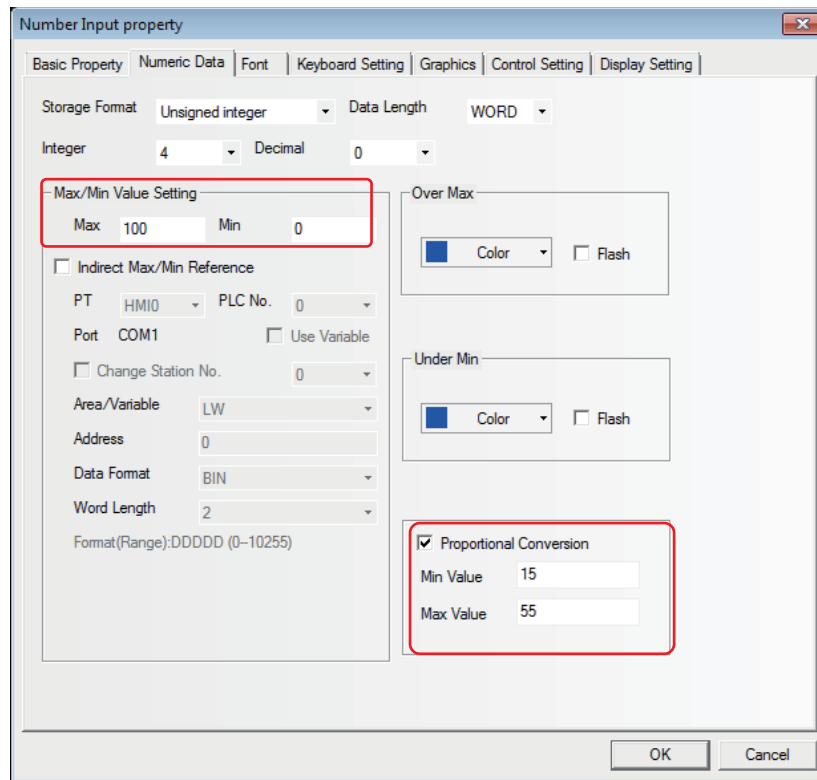 Number Input property
Basic Property Numeric Data Font Keyboard Setting Graphics Control Setting Display Setting
Storage Format Unsigned integer Data Length WORD
Integer 4 Decimal 0
Max/Min Value Setting
Max 100 Min 0
Indirect Max/Min Reference
PT HMI0 PLC No. 0
Port COM1 Use Variable
Change Station No. 0
Area/Variable LW
Address 0
Data Format BIN
Word Length 2
Format(Range):DDDDD (0--10255)
Over Max
Color Flash
Under Min
Color Flash
Proportional Conversion
Min Value 15
Max Value 55
OK Cancel